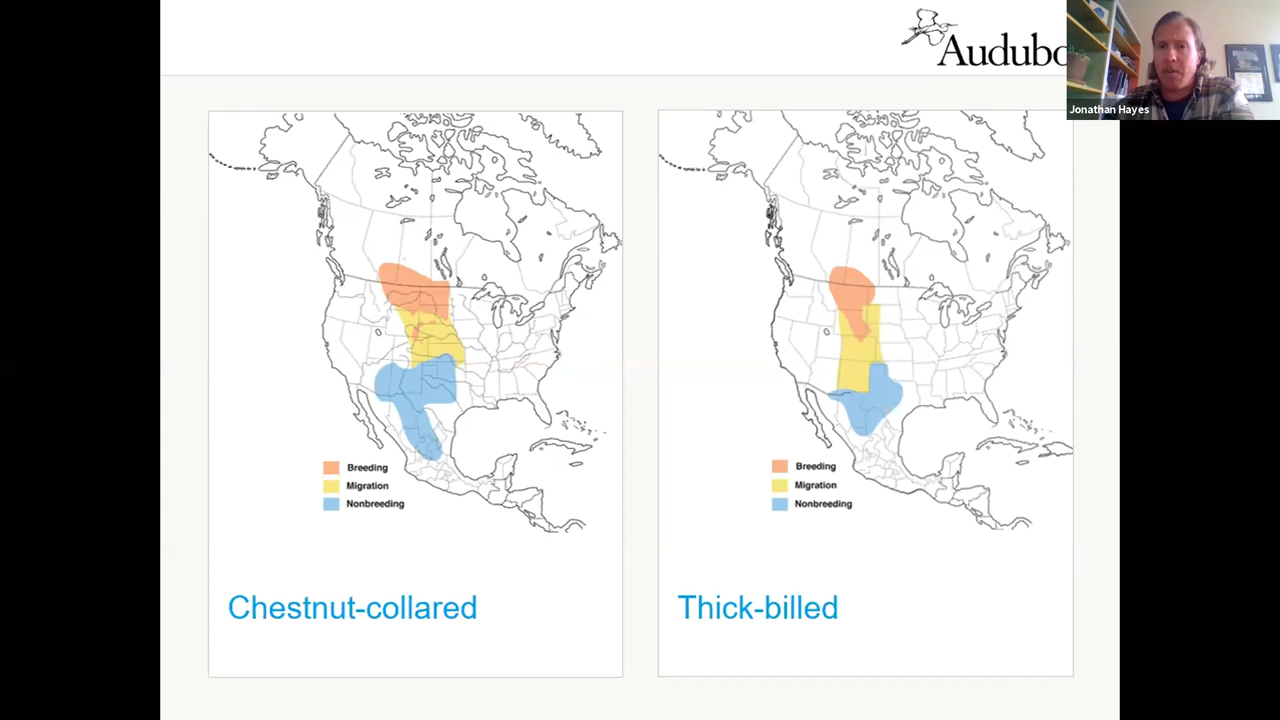 Audubo
Jonathan Hayes
Breeding
Migration
Nonbreeding
Chestnut-collared
Breeding
Migration
Nonbreeding
Thick-billed